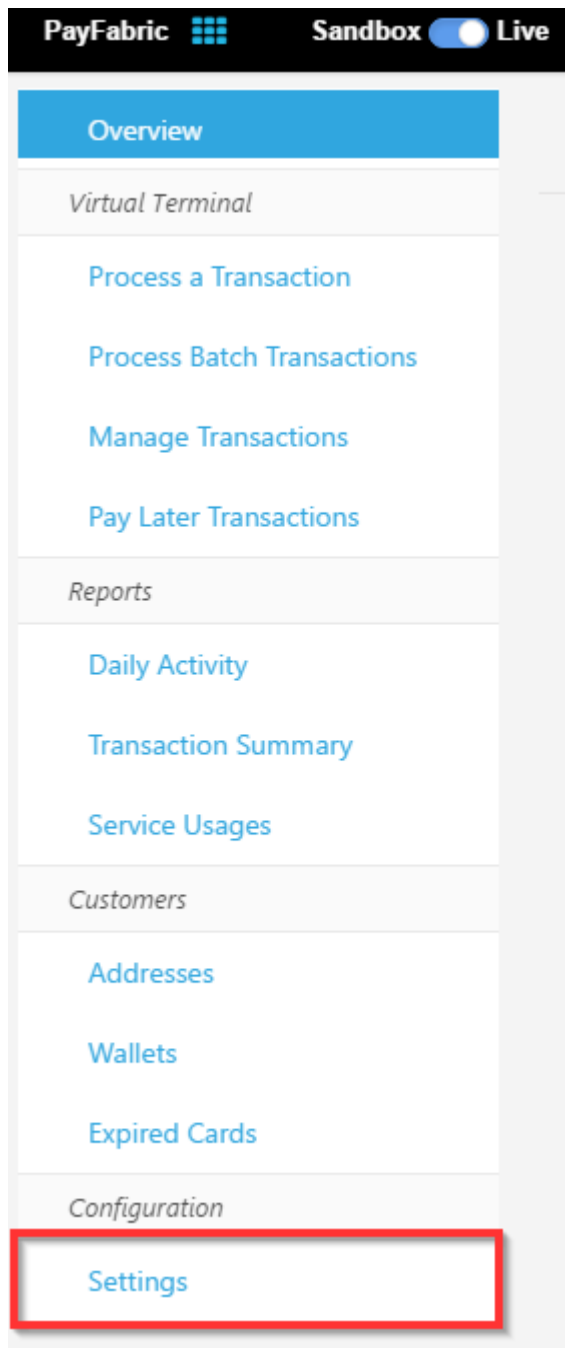 PayFabric Sandbox Live
Overview
Virtual Terminal
Process a Transaction
Process Batch Transactions
Manage Transactions
Pay Later Transactions
Reports
Daily Activity
Transaction Summary
Service Usages
Customers
Addresses
Wallets
Expired Cards
Configuration
Settings